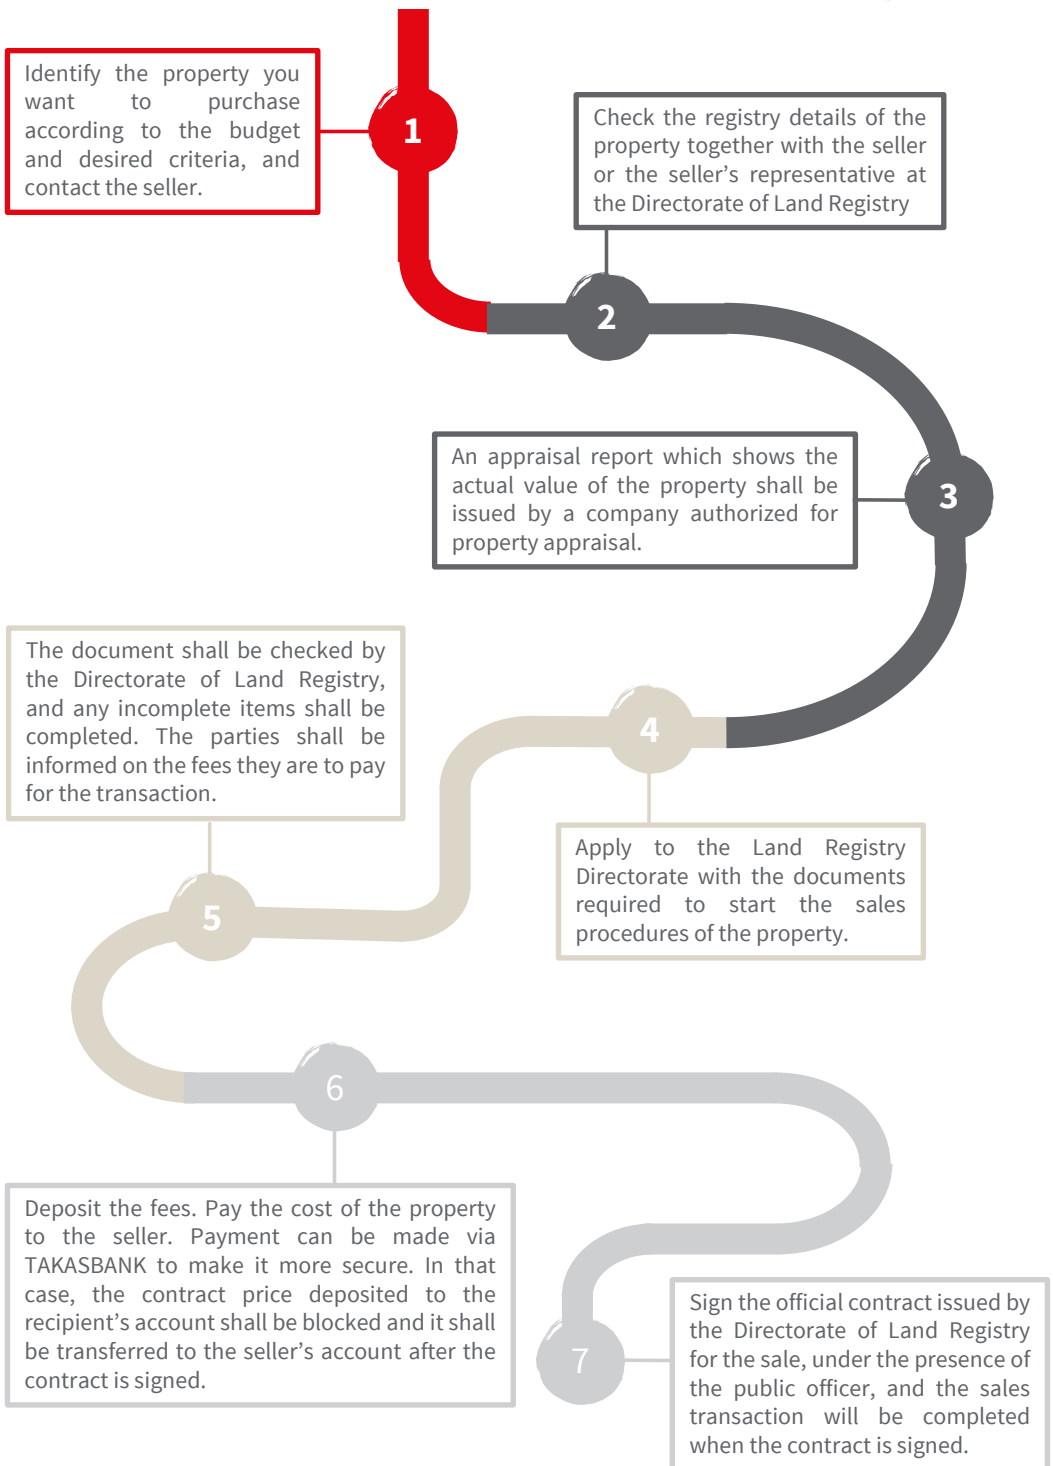 Identify the property you
want to purchase
according to the budget
and desired criteria, and
contact the seller.
1
Check the registry details of the
property together with the seller
or the seller's representative at
the Directorate of Land Registry
2
An appraisal report which shows the
actual value of the property shall be
issued by a company authorized for
property appraisal.
3
4
Apply to the Land Registry
Directorate with the documents
required to start the sales
procedures of the property.
The document shall be checked by
the Directorate of Land Registry,
and any incomplete items shall be
completed. The parties shall be
informed on the fees they are to pay
for the transaction.
5
6
Deposit the fees. Pay the cost of the property
to the seller. Payment can be made via
TAKASBANK to make it more secure. In that
case, the contract price deposited to the
recipient's account shall be blocked and it shall
be transferred to the seller's account after the
contract is signed.
7
Sign the official contract issued by
the Directorate of Land Registry
for the sale, under the presence of
the public officer, and the sales
transaction will be completed
when the contract is signed.